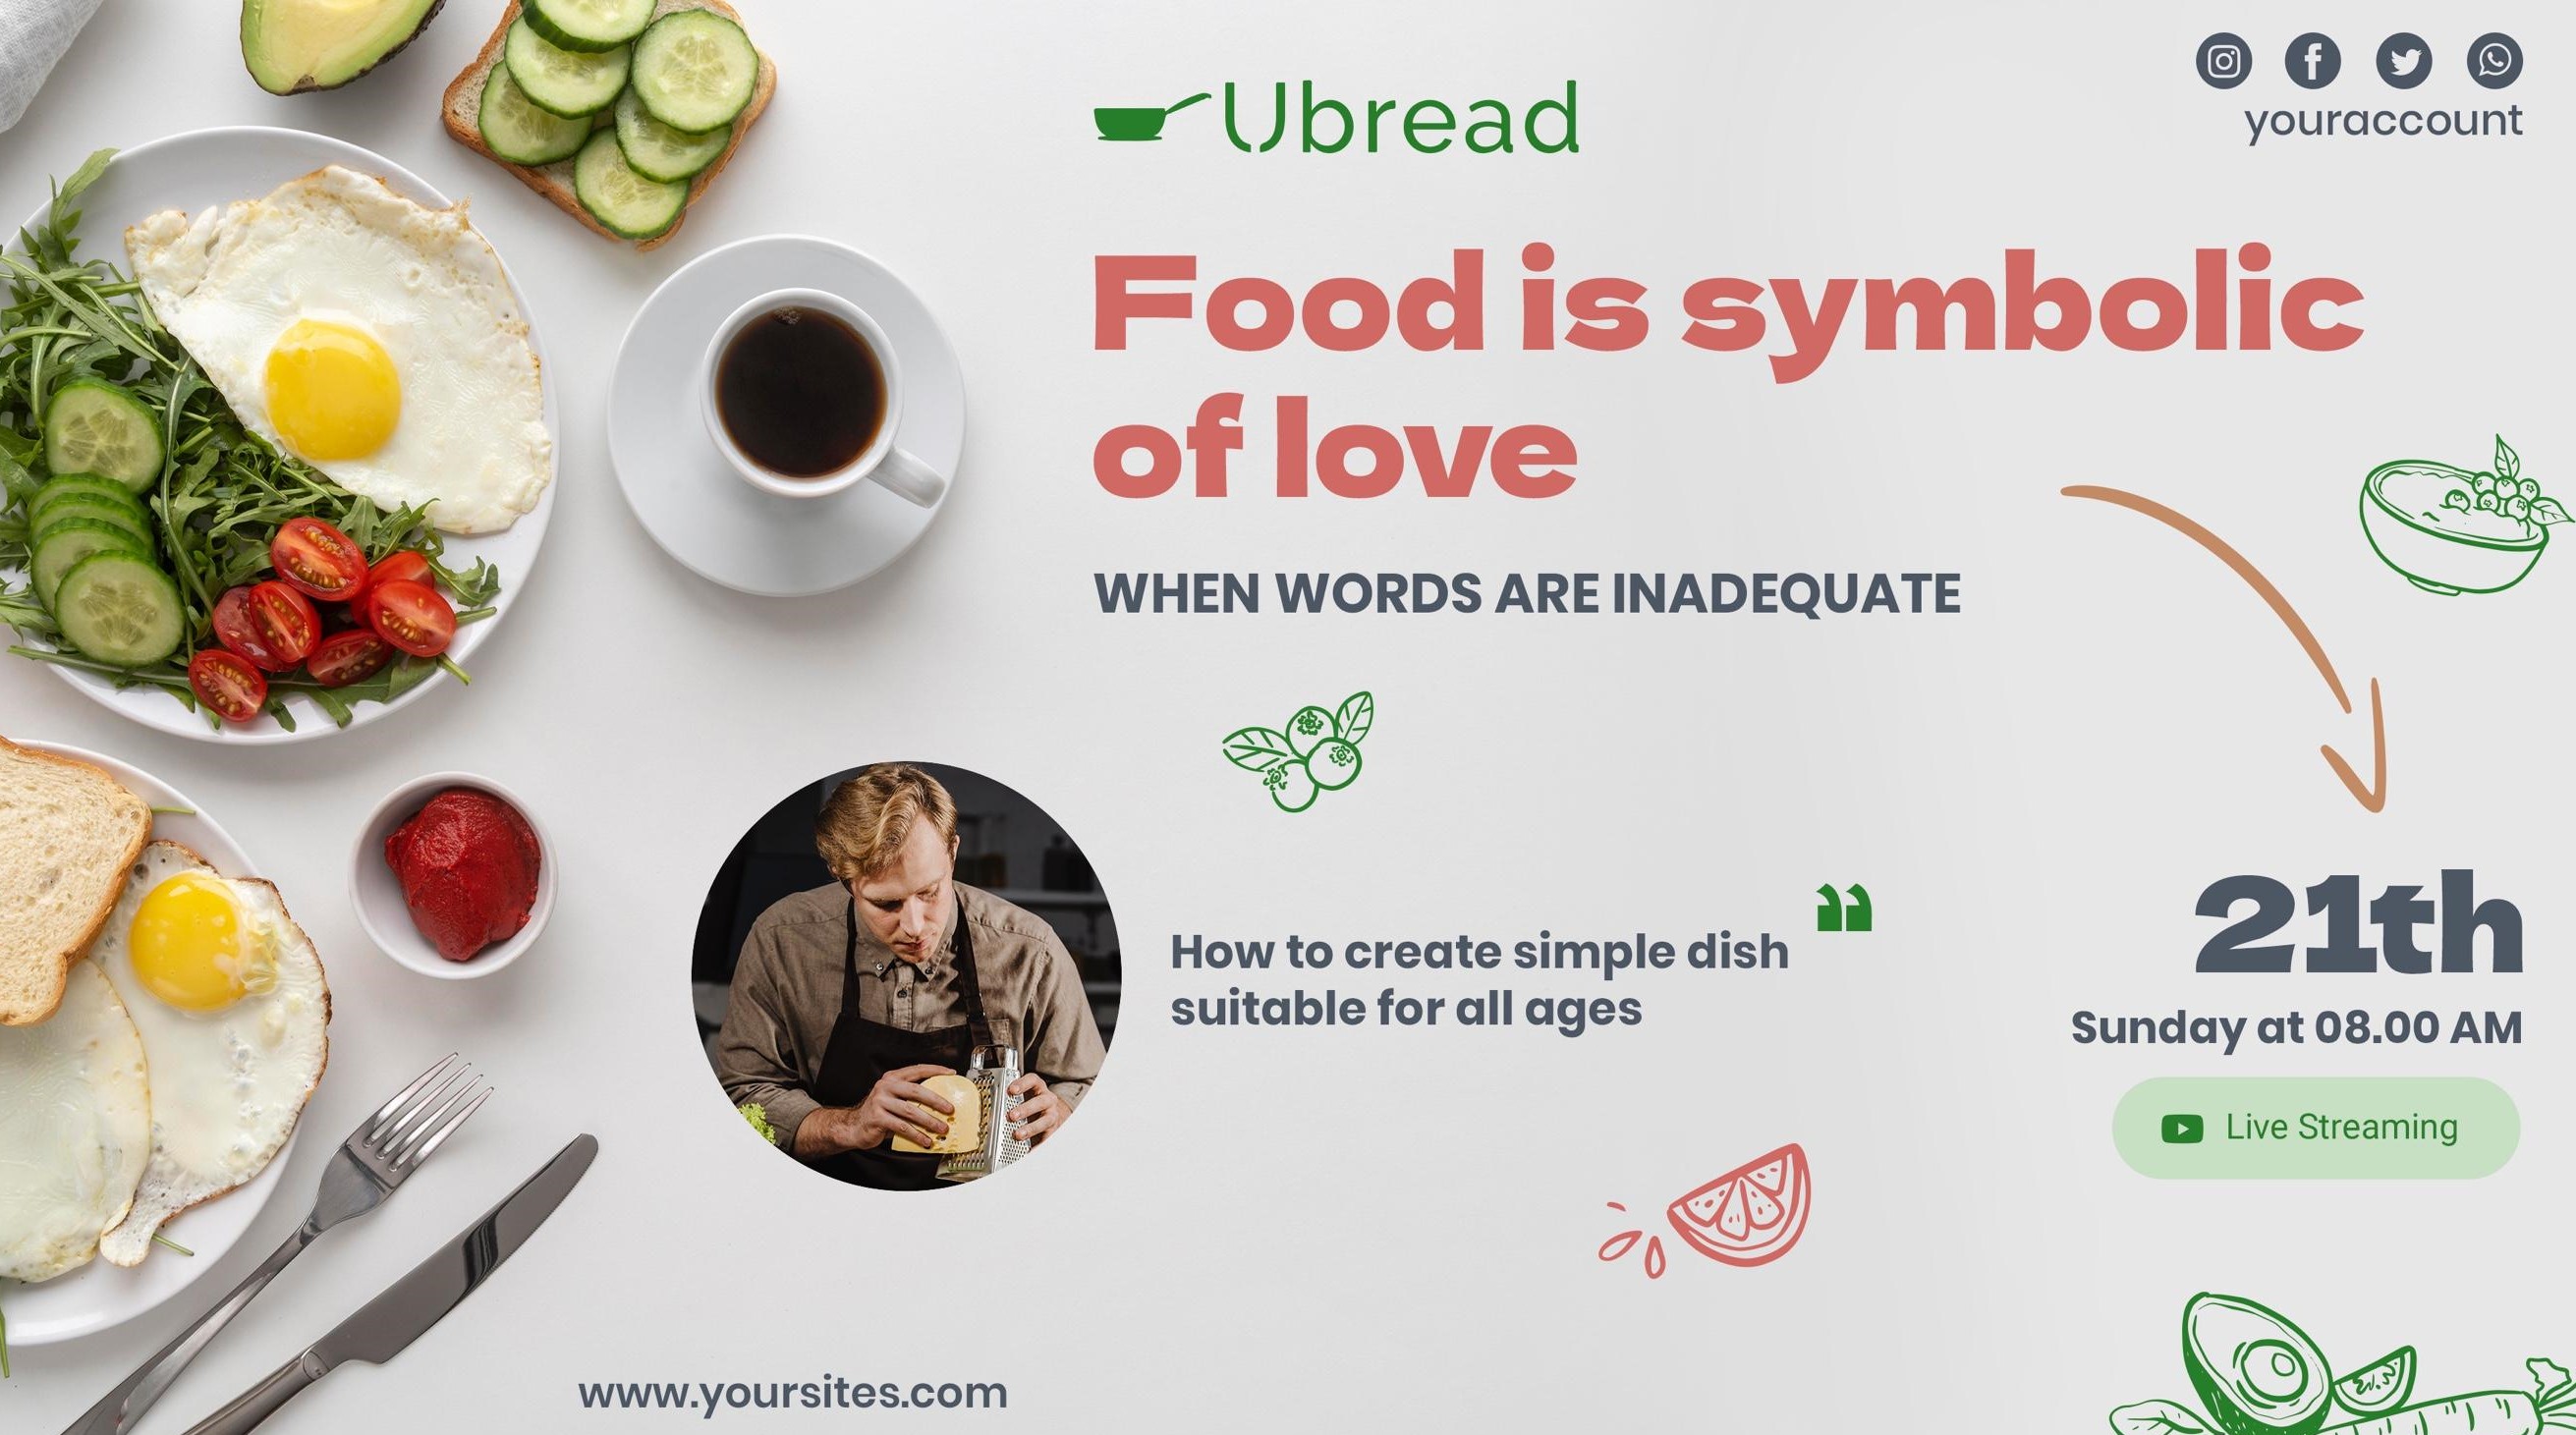 Ubread
youraccount
Food is symbolic
of love
WHEN WORDS ARE INADEQUATE
How to create simple dish
suitable for all ages
”
21th
Sunday at 08.00 AM
Live Streaming
www.yoursites.com